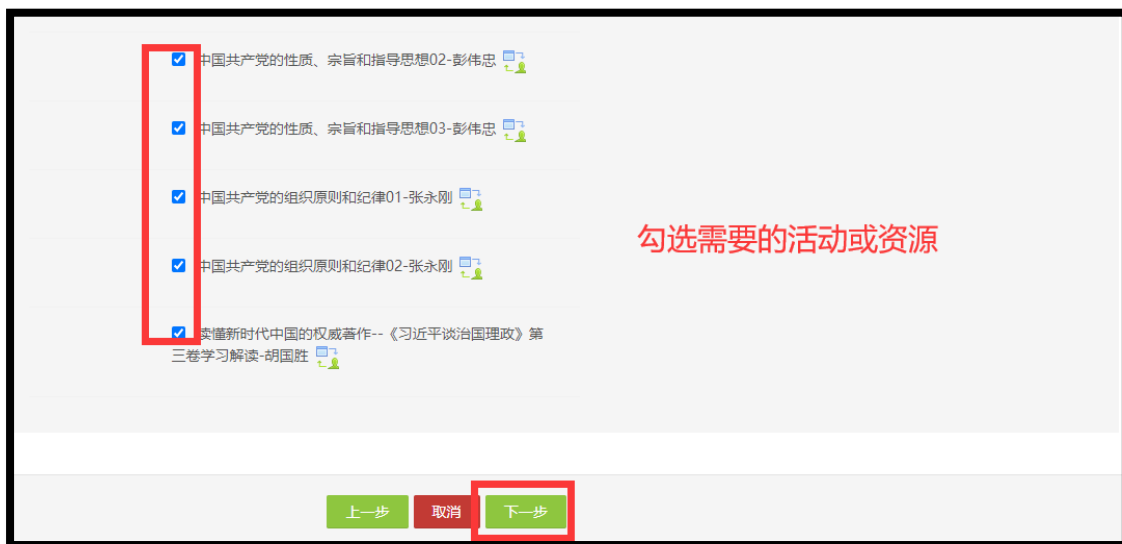 中国共产党的性质、宗旨和指导思想02-彭伟忠
中国共产党的性质、宗旨和指导思想03-彭伟忠
中国共产党的组织原则和纪律01-张永刚
勾选需要的活动或资源
中国共产党的组织原则和纪律02-张永刚
读懂新时代中国的权威著作--《习近平谈治国理政》第
三卷学习解读-胡国胜
上一步 取消 下一步